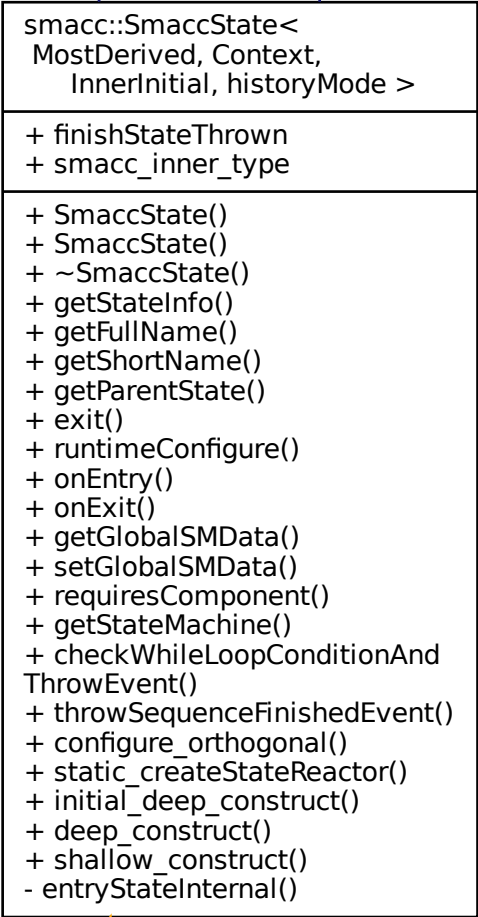 smacc::SmaccState<
MostDerived, Context,
InnerInitial, historyMode >
+ finishStateThrown
+ smacc_inner_type
+ SmaccState()
+ SmaccState()
+ ~SmaccState()
+ getStateInfo()
+ getFullName()
+ getShortName()
+ getParentState()
+ exit()
+ runtimeConfigure()
+ onEntry()
+ onExit()
+ getGlobalSMData()
+ setGlobalSMData()
+ requiresComponent()
+ getStateMachine()
+ checkWhileLoopConditionAnd
ThrowEvent()
+ throwSequenceFinishedEvent()
+ configure_orthogonal()
+ static_createStateReactor()
+ initial_deep_construct()
+ deep_construct()
+ shallow_construct()
- entryStateInternal()